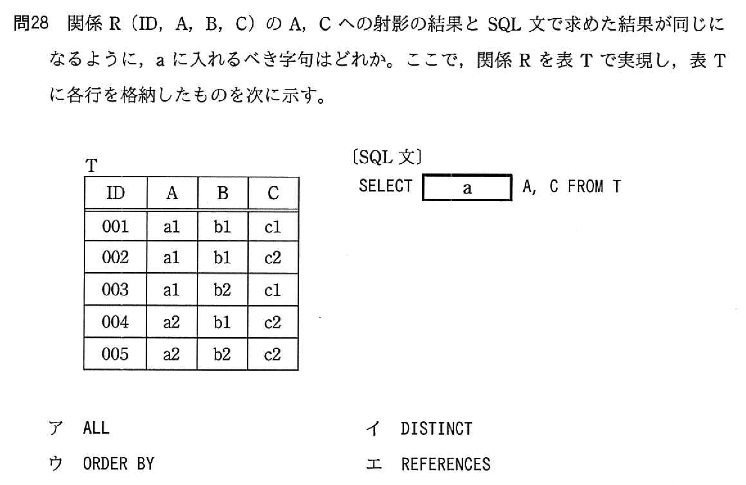 問28 関係 R(ID, A, B, C)の A, C への射影の結果と SQL 文で求めた結果が同じに
なるように,a に入れるべき字句はどれか。ここで,関係 R を表 T で実現し,表 T
に各行を格納したものを次に示す。
T
ID A B C
001 a1 b1 c1
002 a1 b1 c2
003 a1 b2 c1
004 a2 b1 c2
005 a2 b2 c2
〔SQL 文〕
SELECT a A, C FROM T
ア ALL
イ DISTINCT
ウ ORDER BY
エ REFERENCES